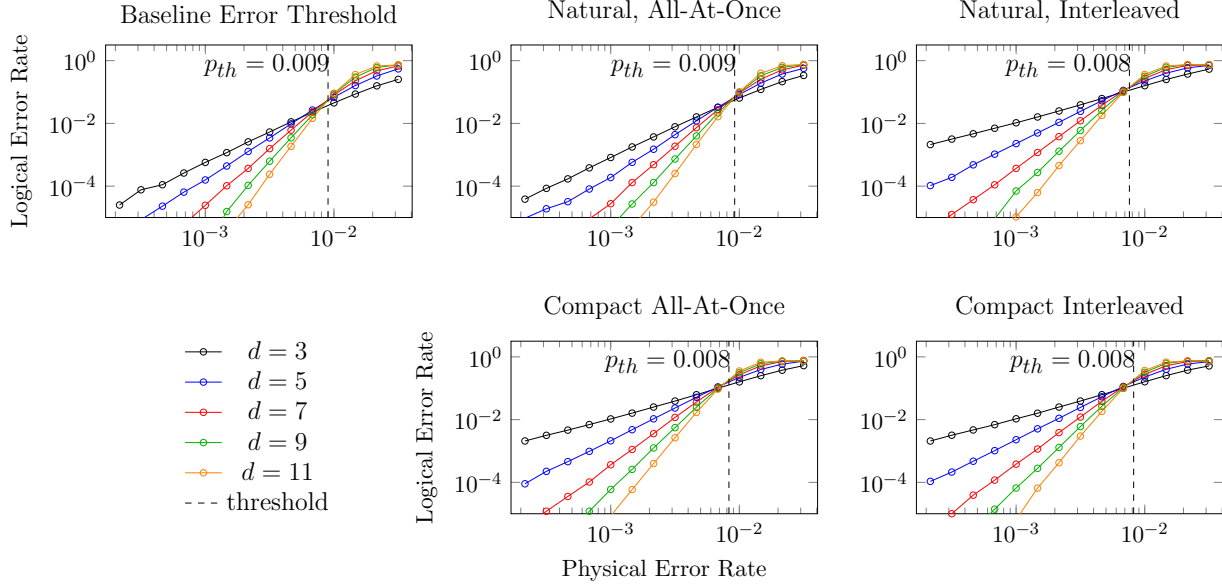 Baseline Error Threshold
Natural, All-At-Once
Natural, Interleaved
Logical Error Rate
10^0
10^−2
10^−4
p_th = 0.009
10^−3
10^−2
10^0
10^−2
10^−4
p_th = 0.009
10^−3
10^−2
10^0
10^−2
10^−4
p_th = 0.008
10^−3
10^−2
Compact All-At-Once
Compact Interleaved
d = 3
d = 5
d = 7
d = 9
d = 11
threshold
Logical Error Rate
10^0
10^−2
10^−4
p_th = 0.008
10^−3
10^−2
Physical Error Rate
10^0
10^−2
10^−4
p_th = 0.008
10^−3
10^−2